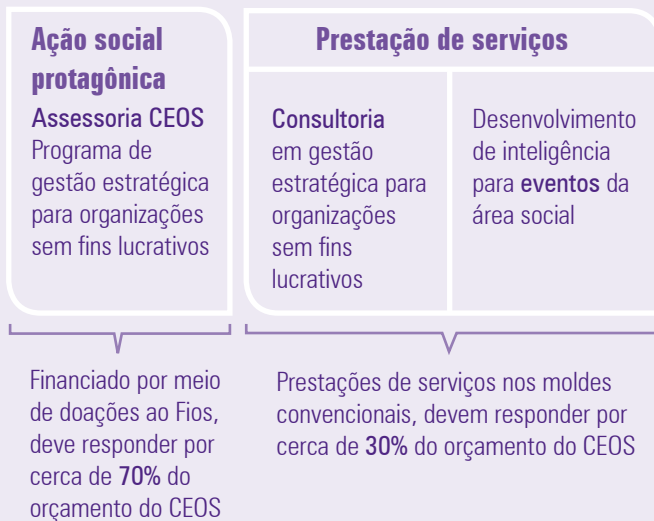 Ação social
protagônica
Assessoria CEOS
Programa de
gestão estratégica
para organizações
sem fins lucrativos
Financiado por meio
de doações ao Fios,
deve responder por
cerca de 70% do
orçamento do CEOS
Prestação de serviços
Consultoria
em gestão
estratégica para
organizações
sem fins
lucrativos
Desenvolvimento
de inteligência
para eventos da
área social
Prestações de serviços nos moldes
convencionais, devem responder por
cerca de 30% do orçamento do CEOS